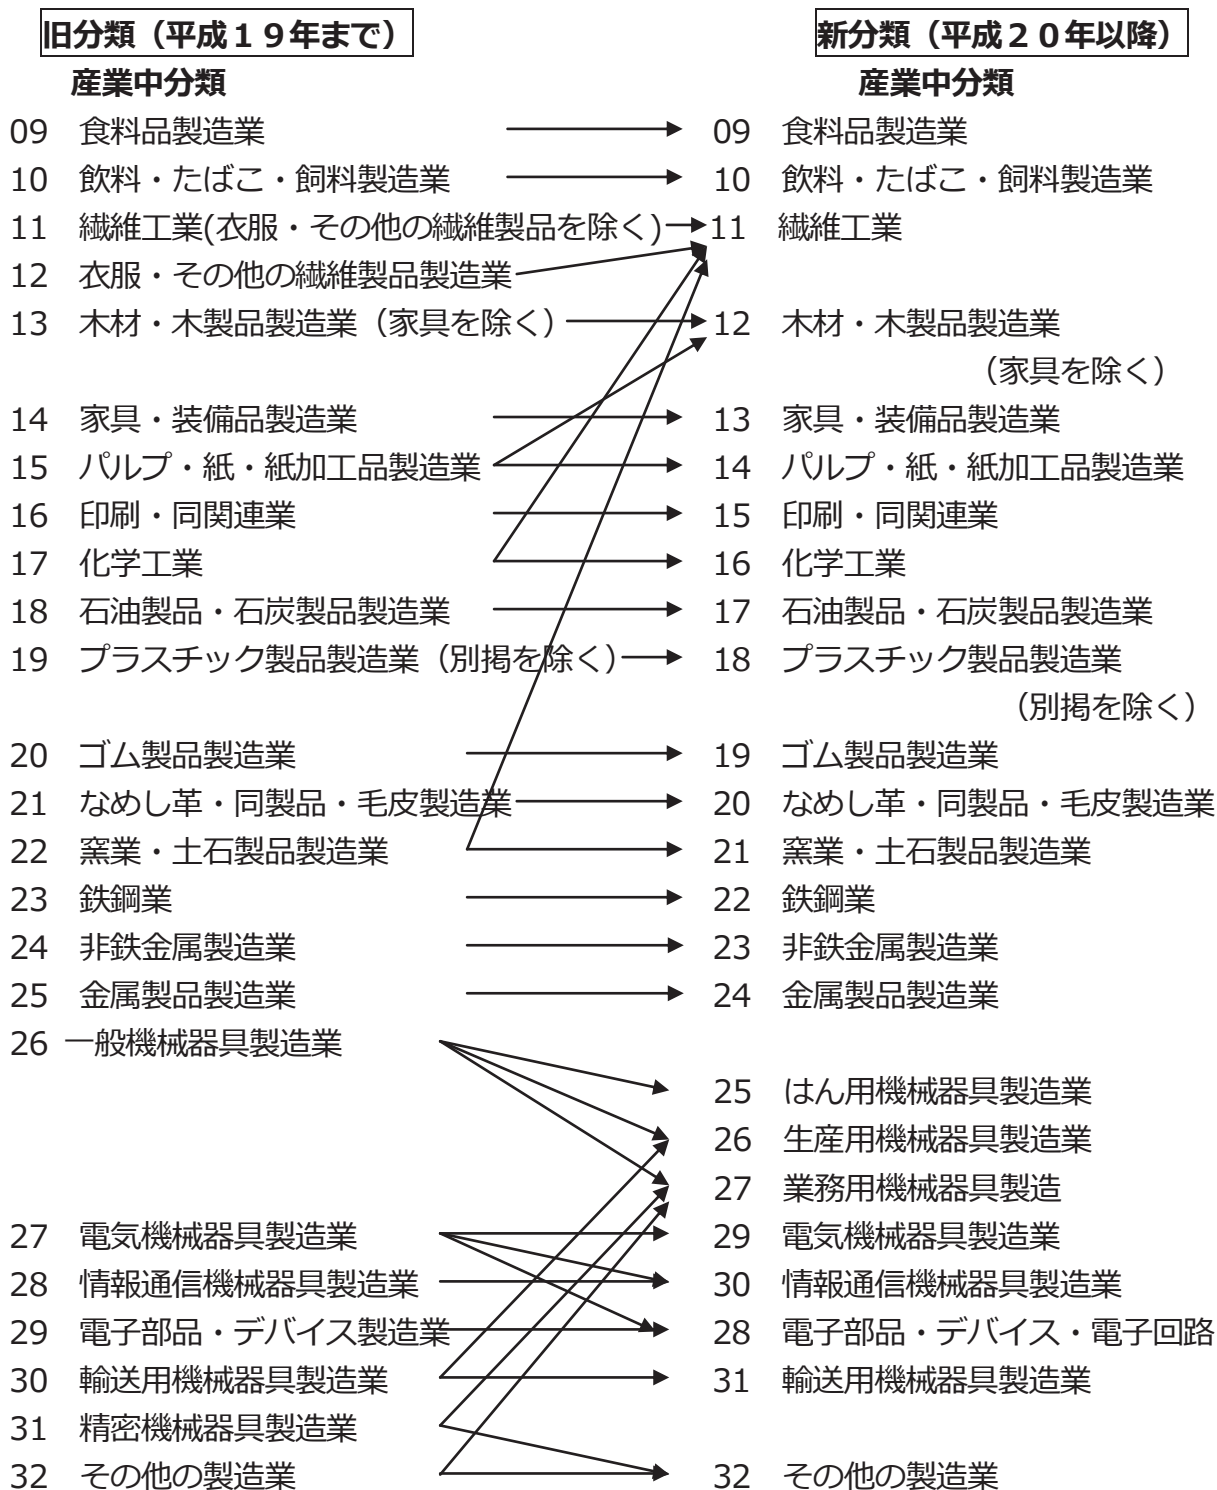 旧分類（平成１９年まで）　新分類（平成２０年以降）
産業中分類　産業中分類
09　食料品製造業　09　食料品製造業
10　飲料・たばこ・飼料製造業　10　飲料・たばこ・飼料製造業
11　繊維工業(衣服・その他の繊維製品を除く)　11　繊維工業
12　衣服・その他の繊維製品製造業
13　木材・木製品製造業（家具を除く）　12　木材・木製品製造業
（家具を除く）
14　家具・装備品製造業　13　家具・装備品製造業
15　パルプ・紙・紙加工品製造業　14　パルプ・紙・紙加工品製造業
16　印刷・同関連業　15　印刷・同関連業
17　化学工業　16　化学工業
18　石油製品・石炭製品製造業　17　石油製品・石炭製品製造業
19　プラスチック製品製造業（別掲を除く）　18　プラスチック製品製造業
（別掲を除く）
20　ゴム製品製造業　19　ゴム製品製造業
21　なめし革・同製品・毛皮製造業　20　なめし革・同製品・毛皮製造業
22　窯業・土石製品製造業　21　窯業・土石製品製造業
23　鉄鋼業　22　鉄鋼業
24　非鉄金属製造業　23　非鉄金属製造業
25　金属製品製造業　24　金属製品製造業
26 一般機械器具製造業
25　はん用機械器具製造業
26　生産用機械器具製造業
27　業務用機械器具製造
27　電気機械器具製造業　29　電気機械器具製造業
28　情報通信機械器具製造業　30　情報通信機械器具製造業
29　電子部品・デバイス製造業　28　電子部品・デバイス・電子回路
30　輸送用機械器具製造業　31　輸送用機械器具製造業
31　精密機械器具製造業
32　その他の製造業　32　その他の製造業